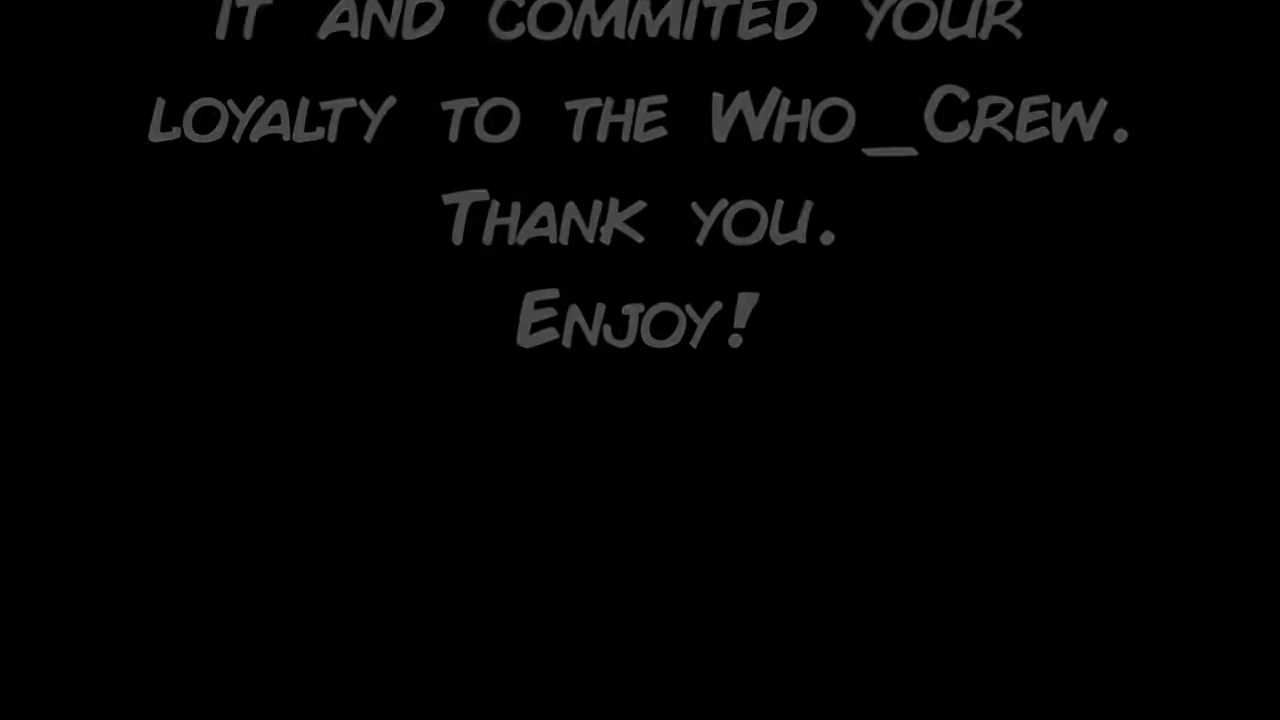 IT AND COMMITED YOUR
LOYALTY TO THE WHO_CREW.
THANK YOU.
ENJOY!